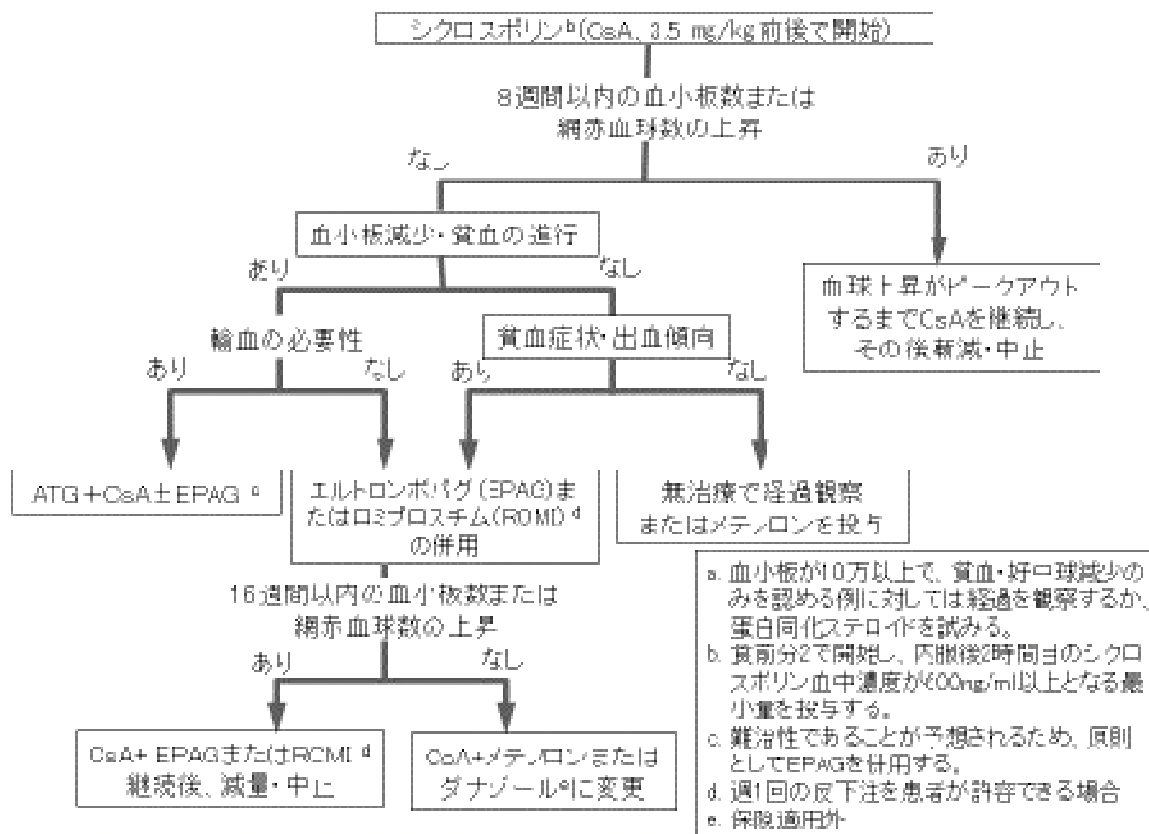 シクロスポリンb(CsA、3.5 mg/kg前後で開始)
8週間以内の血小板数または
網赤血球数の上昇
なし
あり
血小板減少・貧血の進行
あり
なし
血球上昇がピークアウト
するまでCsAを継続し、
その後漸減・中止
輸血の必要性
貧血症状・出血傾向
あり
なし
あり
なし
ATG+CsA±EPAG c
エルトロンボパグ(EPAG)ま
たはロミプロスチム(ROMI)d
の併用
無治療で経過観察
またはメテノロンを投与
16週間以内の血小板数または
網赤血球数の上昇
あり
なし
CsA+EPAGまたはROMI d
継続後、減量・中止
CsA+メテノロンまたは
ダナゾールeに変更
a. 血小板が10万以上で、貧血・好中球減少の
みを認める例に対しては経過を観察するか、
蛋白同化ステロイドを試みる。
b. 食前分2で開始し、内服後2時間目のシクロ
スポリン血中濃度が600ng/ml以上となる最
小量を投与する。
c. 難治性であることが予想されるため、原則
としてEPAGを併用する。
d. 週1回の皮下注を患者が許容できる場合
e. 保険適用外